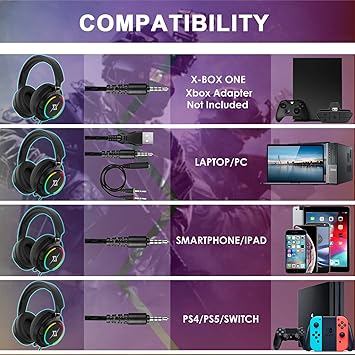 COMPATIBILITY
X-BOX ONE
Xbox Adapter
Not Included
LAPTOP/PC
SMARTPHONE/IPAD
PS4/PS5/SWITCH